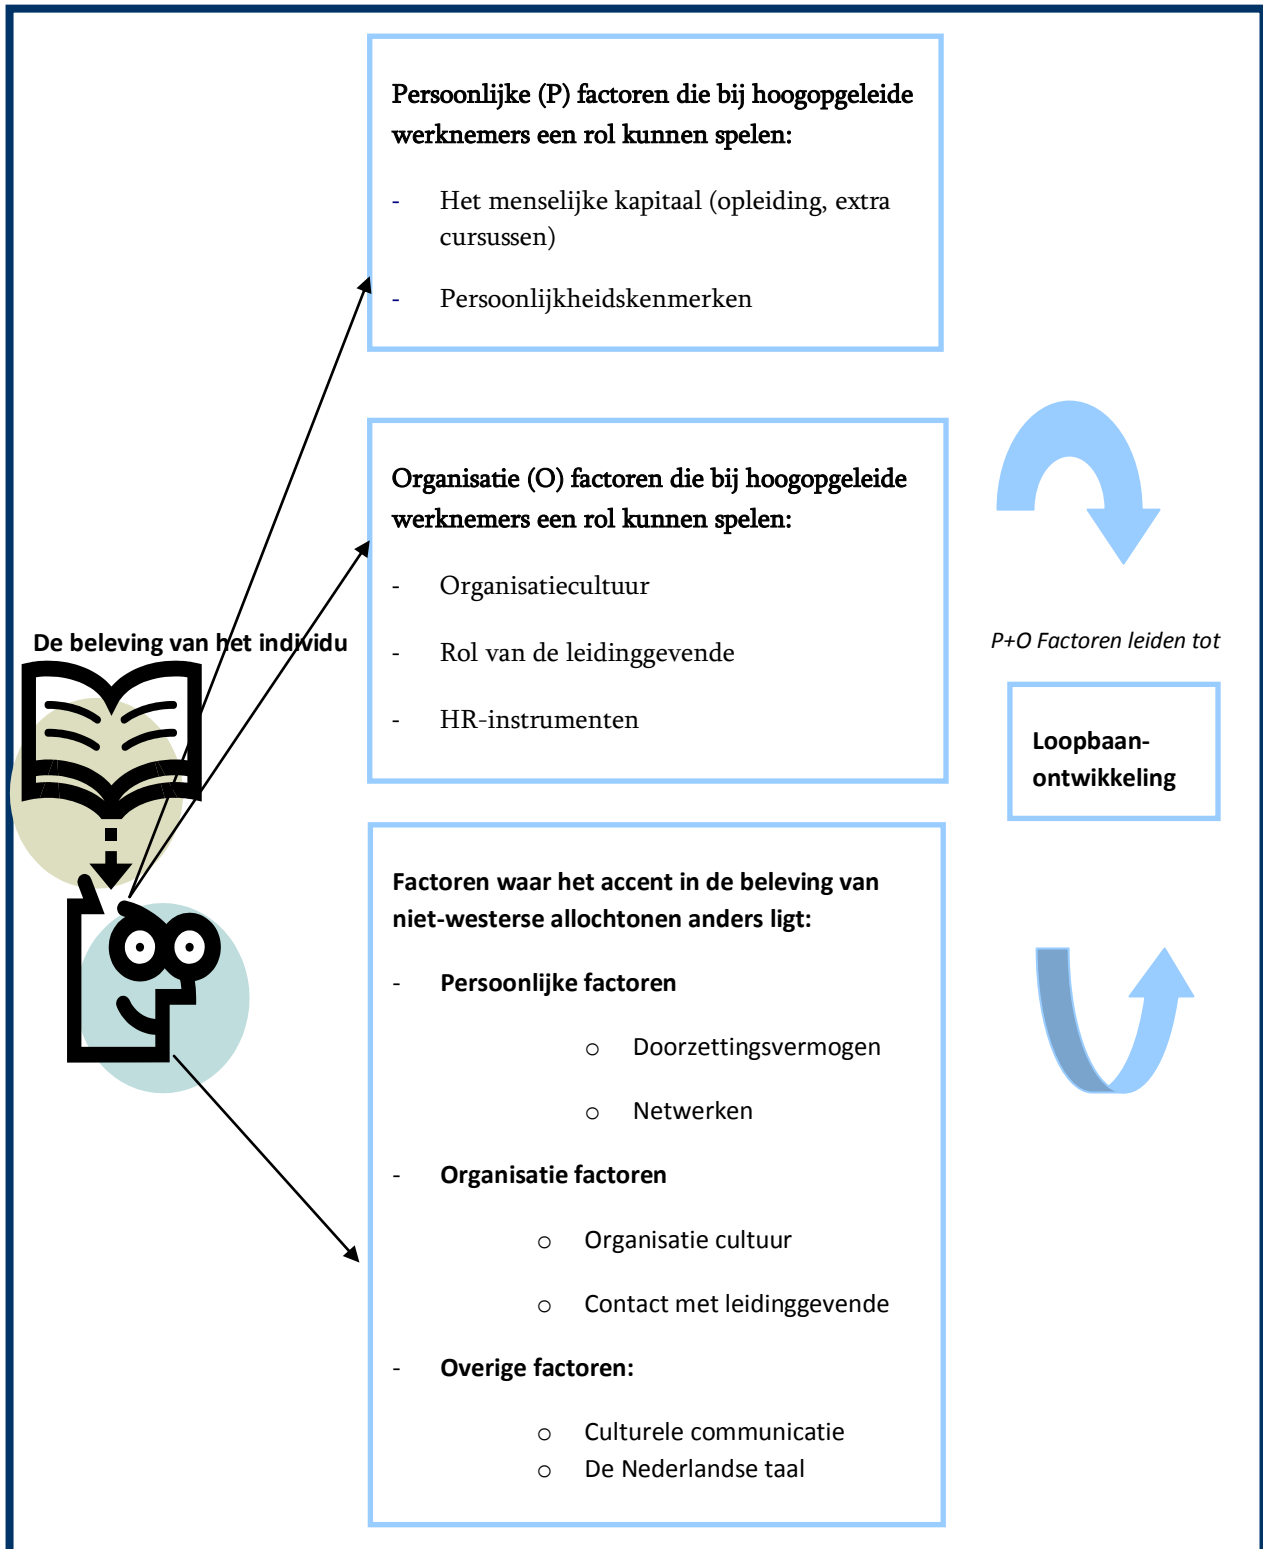 Persoonlijke (P) factoren die bij hoogopgeleide
werknemers een rol kunnen spelen:
- Het menselijke kapitaal (opleiding, extra
cursussen)
- Persoonlijkheidskenmerken
Organisatie (O) factoren die bij hoogopgeleide
werknemers een rol kunnen spelen:
- Organisatiecultuur
- Rol van de leidinggevende
- HR-instrumenten
De beleving van het individu
P+O Factoren leiden tot
Loopbaan-
ontwikkeling
Factoren waar het accent in de beleving van
niet-westerse allochtonen anders ligt:
- Persoonlijke factoren
o Doorzettingsvermogen
o Netwerken
- Organisatie factoren
o Organisatie cultuur
o Contact met leidinggevende
- Overige factoren:
o Culturele communicatie
o De Nederlandse taal